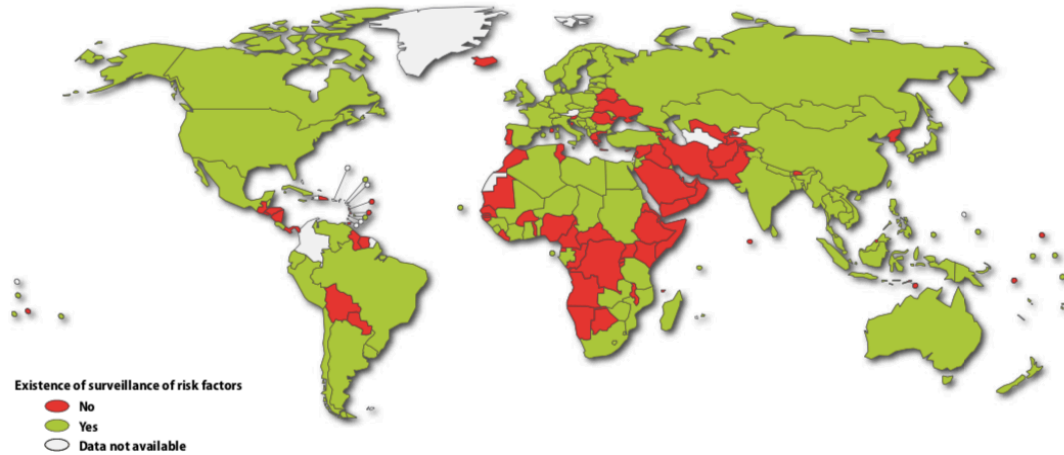 Existence of surveillance of risk factors
No
Yes
Data not available